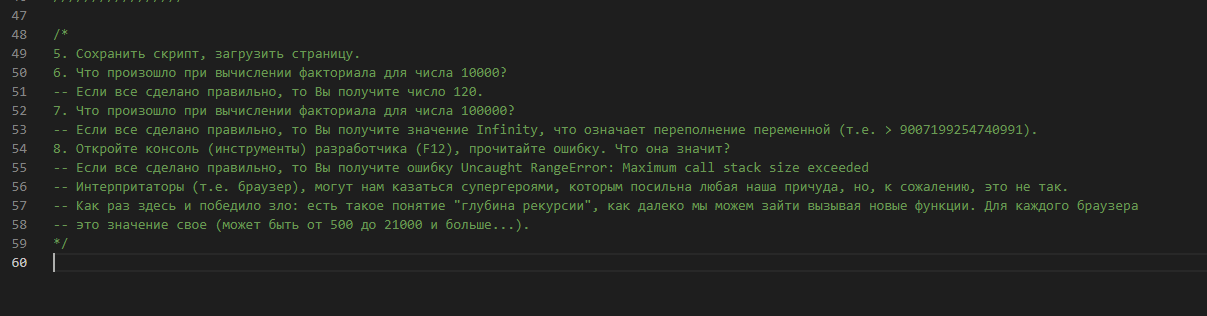 47
48 /*
49 5. Сохранить скрипт, загрузить страницу.
50 6. Что произошло при вычислении факториала для числа 10000?
51 -- Если все сделано правильно, то Вы получите число 120.
52 7. Что произошло при вычислении факториала для числа 100000?
53 -- Если все сделано правильно, то Вы получите значение Infinity, что означает переполнение переменной (т.е. > 9007199254740991).
54 8. Откройте консоль (инструменты) разработчика (F12), прочитайте ошибку. Что она значит?
55 -- Если все сделано правильно, то Вы получите ошибку Uncaught RangeError: Maximum call stack size exceeded
56 -- Интерпритаторы (т.е. браузер), могут нам казаться супергероями, которым посильна любая наша причуда, но, к сожалению, это не так.
57 -- Как раз здесь и победило зло: есть такое понятие "глубина рекурсии", как далеко мы можем зайти вызывая новые функции. Для каждого браузера
58 -- это значение свое (может быть от 500 до 21000 и больше...).
59 */
60